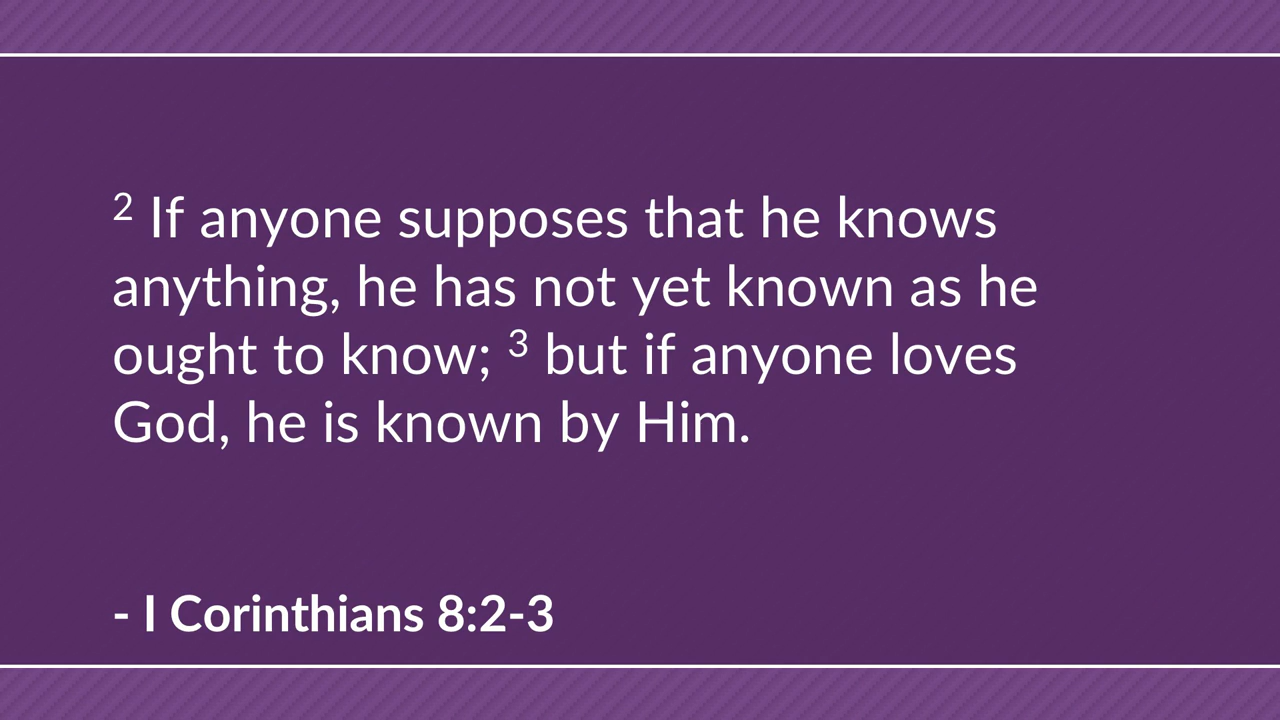 ² If anyone supposes that he knows
anything, he has not yet known as he
ought to know; ³ but if anyone loves
God, he is known by Him.
- I Corinthians 8:2-3